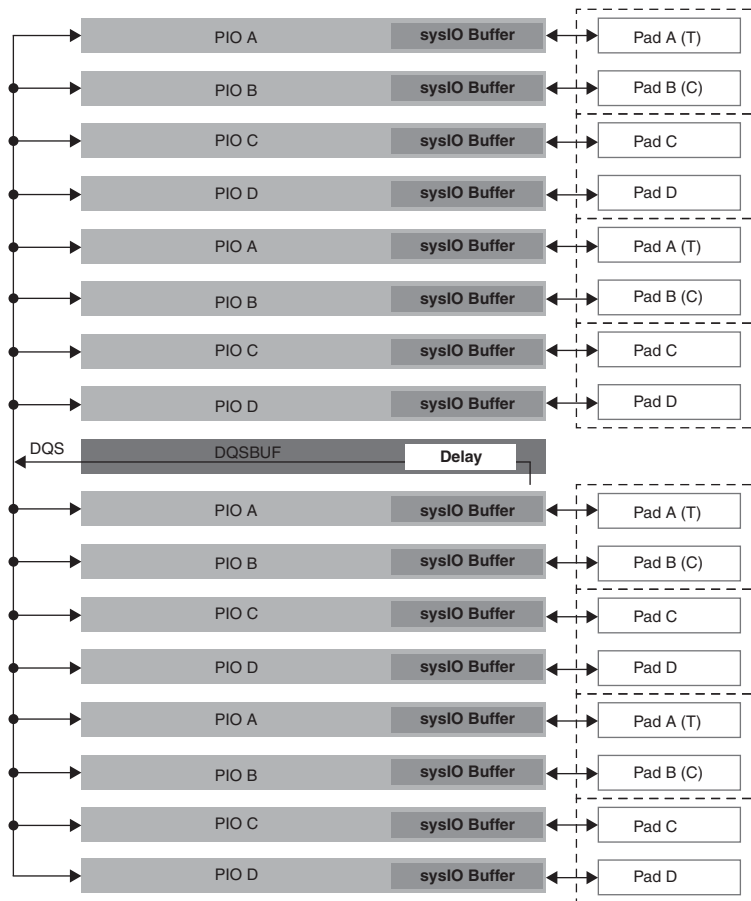 PIO A sysIO Buffer Pad A (T)
PIO B sysIO Buffer Pad B (C)
PIO C sysIO Buffer Pad C
PIO D sysIO Buffer Pad D
PIO A sysIO Buffer Pad A (T)
PIO B sysIO Buffer Pad B (C)
PIO C sysIO Buffer Pad C
PIO D sysIO Buffer Pad D
DQS DQSBUF Delay
PIO A sysIO Buffer Pad A (T)
PIO B sysIO Buffer Pad B (C)
PIO C sysIO Buffer Pad C
PIO D sysIO Buffer Pad D
PIO A sysIO Buffer Pad A (T)
PIO B sysIO Buffer Pad B (C)
PIO C sysIO Buffer Pad C
PIO D sysIO Buffer Pad D